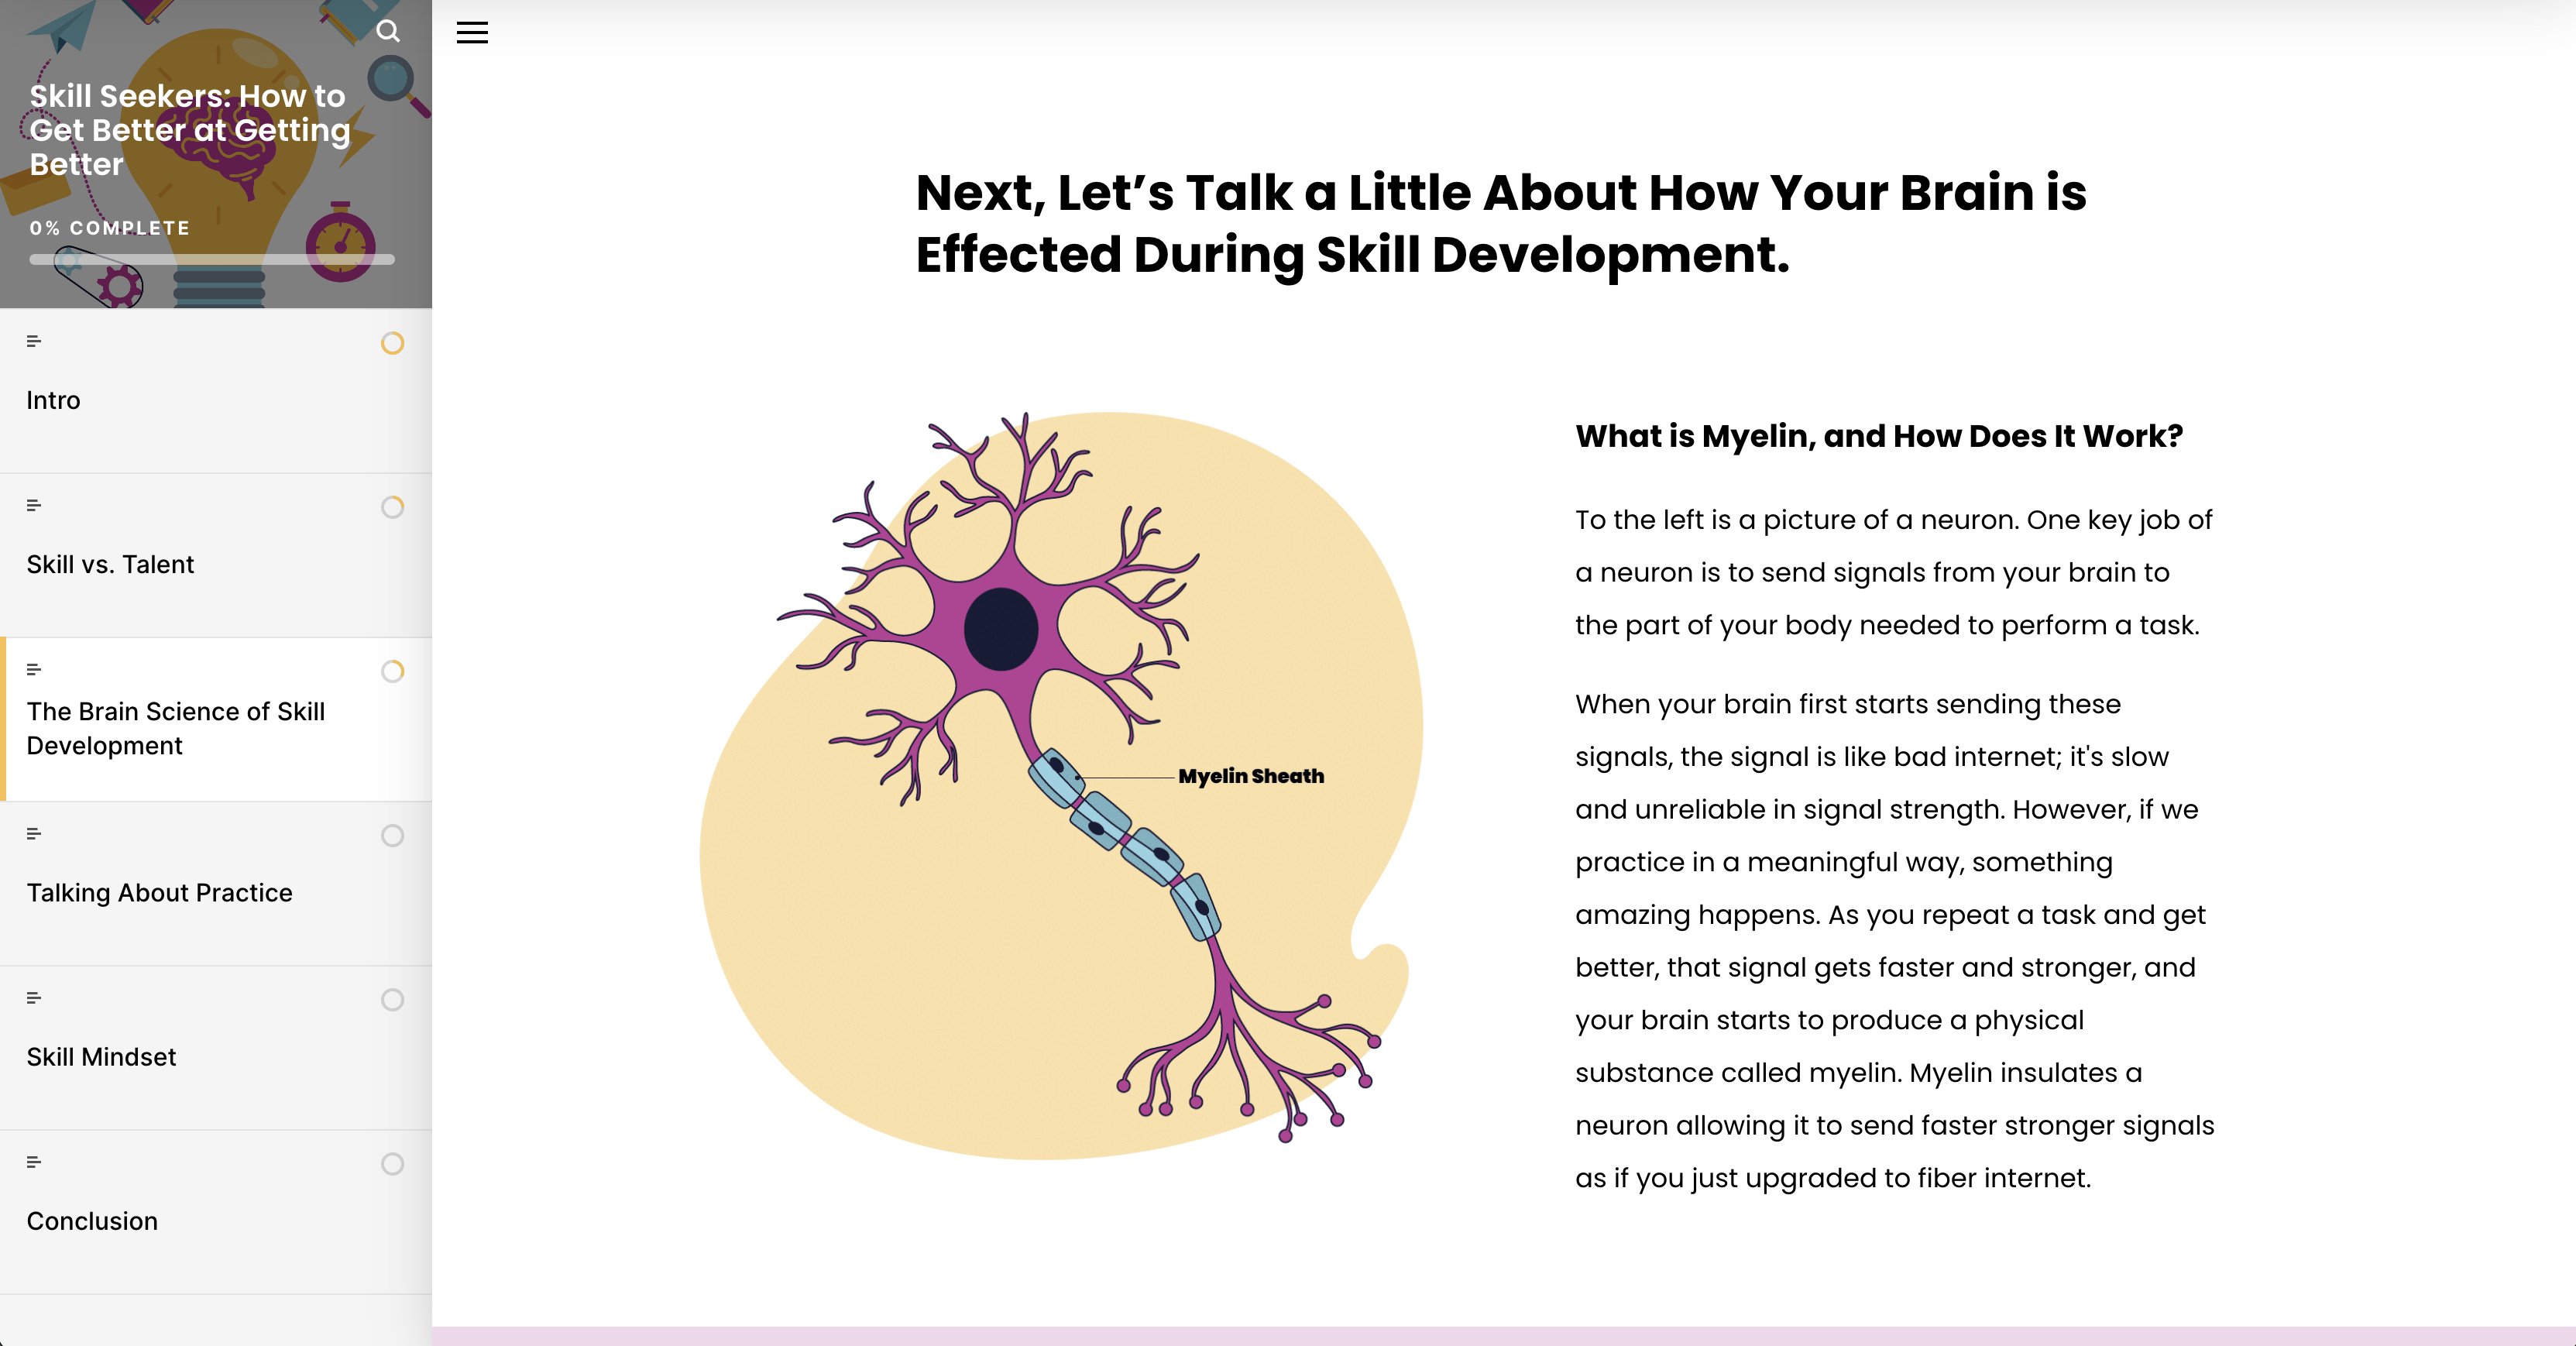 Skill Seekers: How to
Get Better at Getting
Better
0% COMPLETE
Intro
Skill vs. Talent
The Brain Science of Skill
Development
Talking About Practice
Skill Mindset
Conclusion
Next, Let’s Talk a Little About How Your Brain is
Effected During Skill Development.
Myelin Sheath
What is Myelin, and How Does It Work?
To the left is a picture of a neuron. One key job of
a neuron is to send signals from your brain to
the part of your body needed to perform a task.
When your brain first starts sending these
signals, the signal is like bad internet; it's slow
and unreliable in signal strength. However, if we
practice in a meaningful way, something
amazing happens. As you repeat a task and get
better, that signal gets faster and stronger, and
your brain starts to produce a physical
substance called myelin. Myelin insulates a
neuron allowing it to send faster stronger signals
as if you just upgraded to fiber internet.